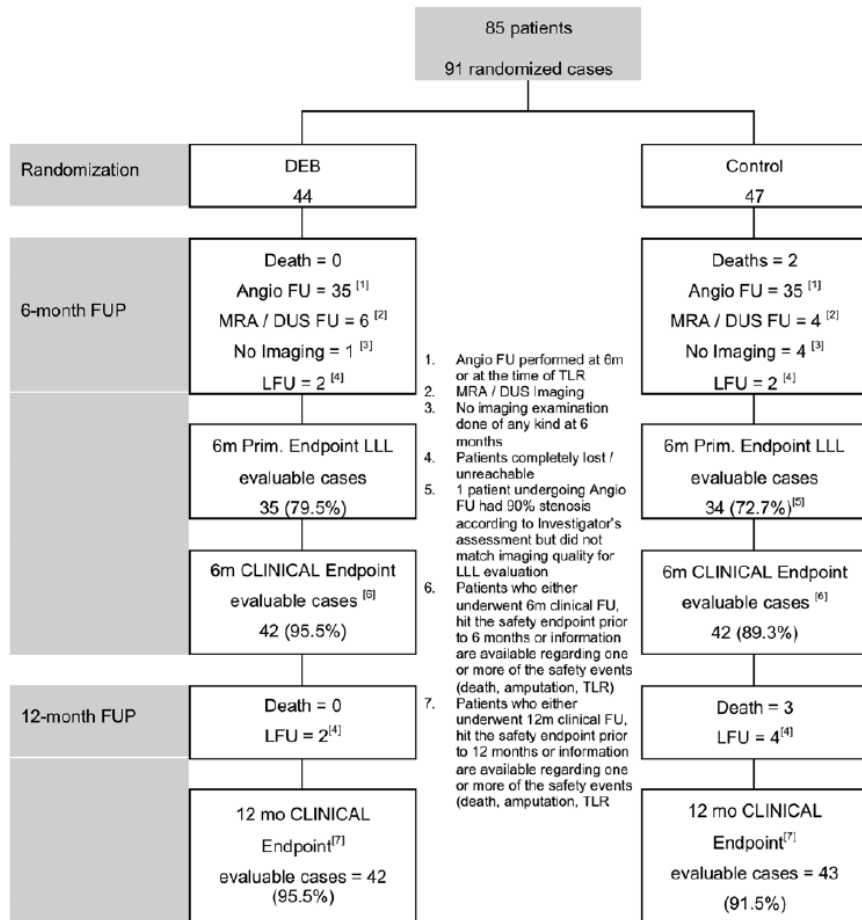 85 patients
91 randomized cases
Randomization
DEB
44
Control
47
6-month FUP
Death = 0
Angio FU = 35 [1]
MRA / DUS FU = 6 [2]
No Imaging = 1 [3]
LFU = 2 [4]
Deaths = 2
Angio FU = 35 [1]
MRA / DUS FU = 4 [2]
No Imaging = 4 [3]
LFU = 2 [4]
1. Angio FU performed at 6m
or at the time of TLR
2. MRA / DUS Imaging
3. No imaging examination
done of any kind at 6
months
4. Patients completely lost /
unreachable
5. 1 patient undergoing Angio
FU had 90% stenosis
according to Investigator's
assessment but did not
match imaging quality for
LLL evaluation
6. Patients who either
underwent 6m clinical FU,
hit the safety endpoint prior
to 6 months or information
are available regarding one
or more of the safety events
(death, amputation, TLR)
7. Patients who either
underwent 12m clinical FU,
hit the safety endpoint prior
to 12 months or information
are available regarding one
or more of the safety events
(death, amputation, TLR
6m Prim. Endpoint LLL
evaluable cases
35 (79.5%)
6m Prim. Endpoint LLL
evaluable cases
34 (72.7%)[5]
6m CLINICAL Endpoint
evaluable cases [6]
42 (95.5%)
6m CLINICAL Endpoint
evaluable cases [6]
42 (89.3%)
12-month FUP
Death = 0
LFU = 2[4]
Death = 3
LFU = 4[4]
12 mo CLINICAL
Endpoint[7]
evaluable cases = 42
(95.5%)
12 mo CLINICAL
Endpoint[7]
evaluable cases = 43
(91.5%)